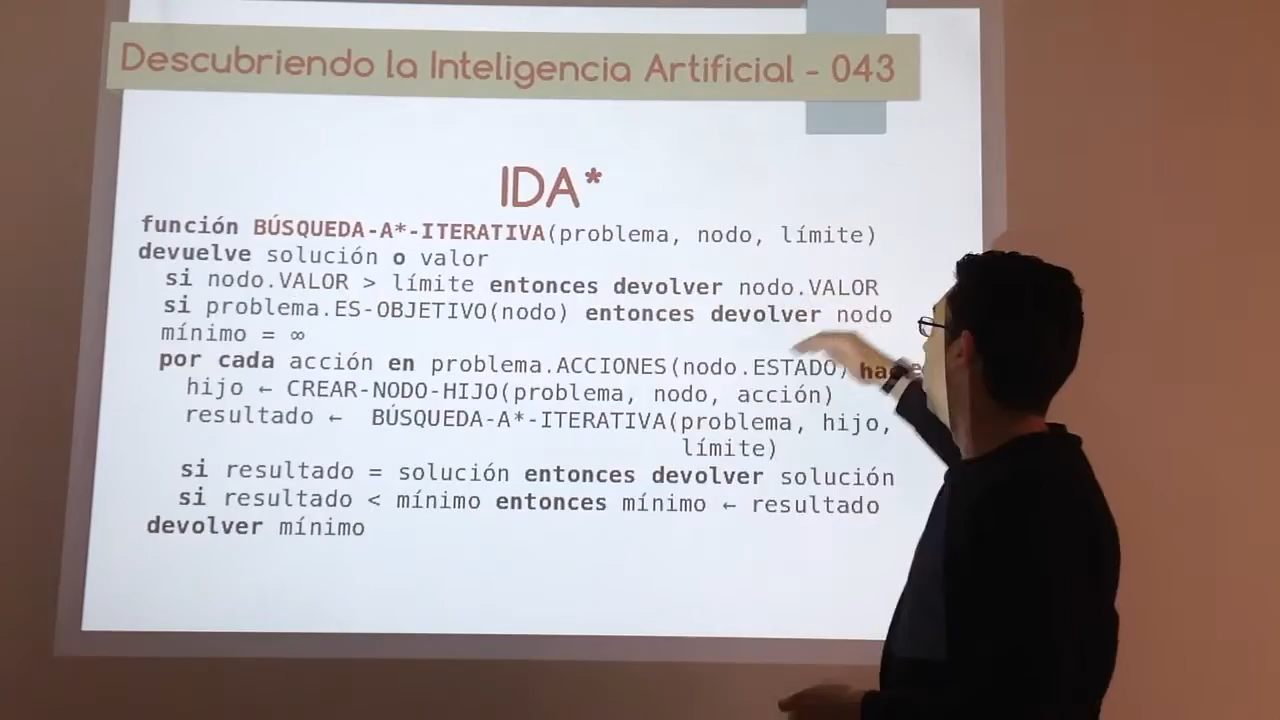 Descubriendo la Inteligencia Artificial - 043
IDA*
función BÚSQUEDA-A*-ITERATIVA(problema, nodo, límite)
devuelve solución o valor
si nodo.VALOR > límite entonces devolver nodo.VALOR
si problema.ES-OBJETIVO(nodo) entonces devolver nodo
mínimo = ∞
por cada acción en problema.ACCIONES(nodo.ESTADO)
hijo ← CREAR-NODO-HIJO(problema, nodo, acción)
resultado ← BÚSQUEDA-A*-ITERATIVA(problema, hijo,
límite)
si resultado = solución entonces devolver solución
si resultado < mínimo entonces mínimo ← resultado
devolver mínimo